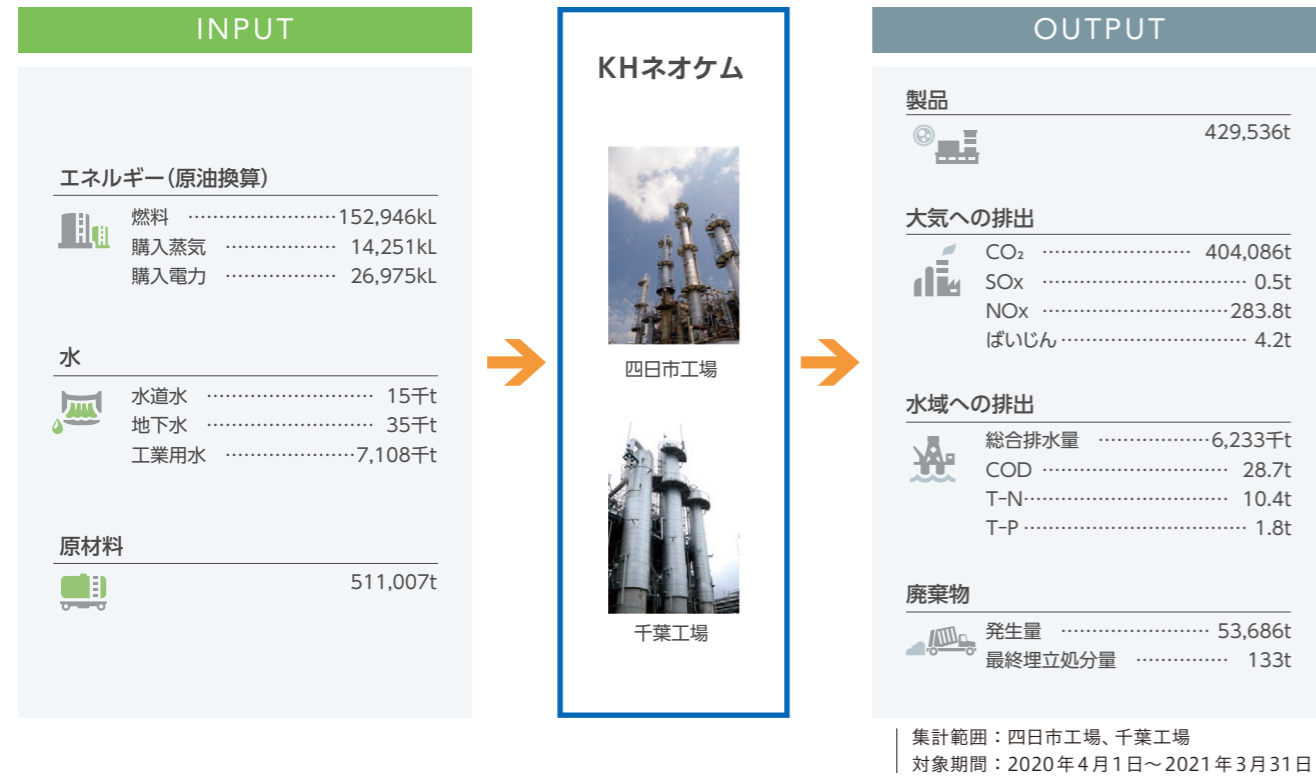 INPUT
エネルギー(原油換算)
燃料 ……………………152,946kL
購入蒸気 ……………… 14,251kL
購入電力 ……………… 26,975kL
水
水道水 ……………………… 15千t
地下水 ……………………… 35千t
工業用水 …………………7,108千t
原材料
511,007t
KHネオケム
四日市工場
千葉工場
OUTPUT
製品
429,536t
大気への排出
CO₂ …………………… 404,086t
SOx …………………………… 0.5t
NOx …………………………283.8t
ばいじん………………………… 4.2t
水域への排出
総合排水量 ………………6,233千t
COD ………………………… 28.7t
T-N…………………………… 10.4t
T-P……………………………… 1.8t
廃棄物
発生量 …………………… 53,686t
最終埋立処分量 …………… 133t
集計範囲:四日市工場、千葉工場
対象期間:2020年4月1日~2021年3月31日